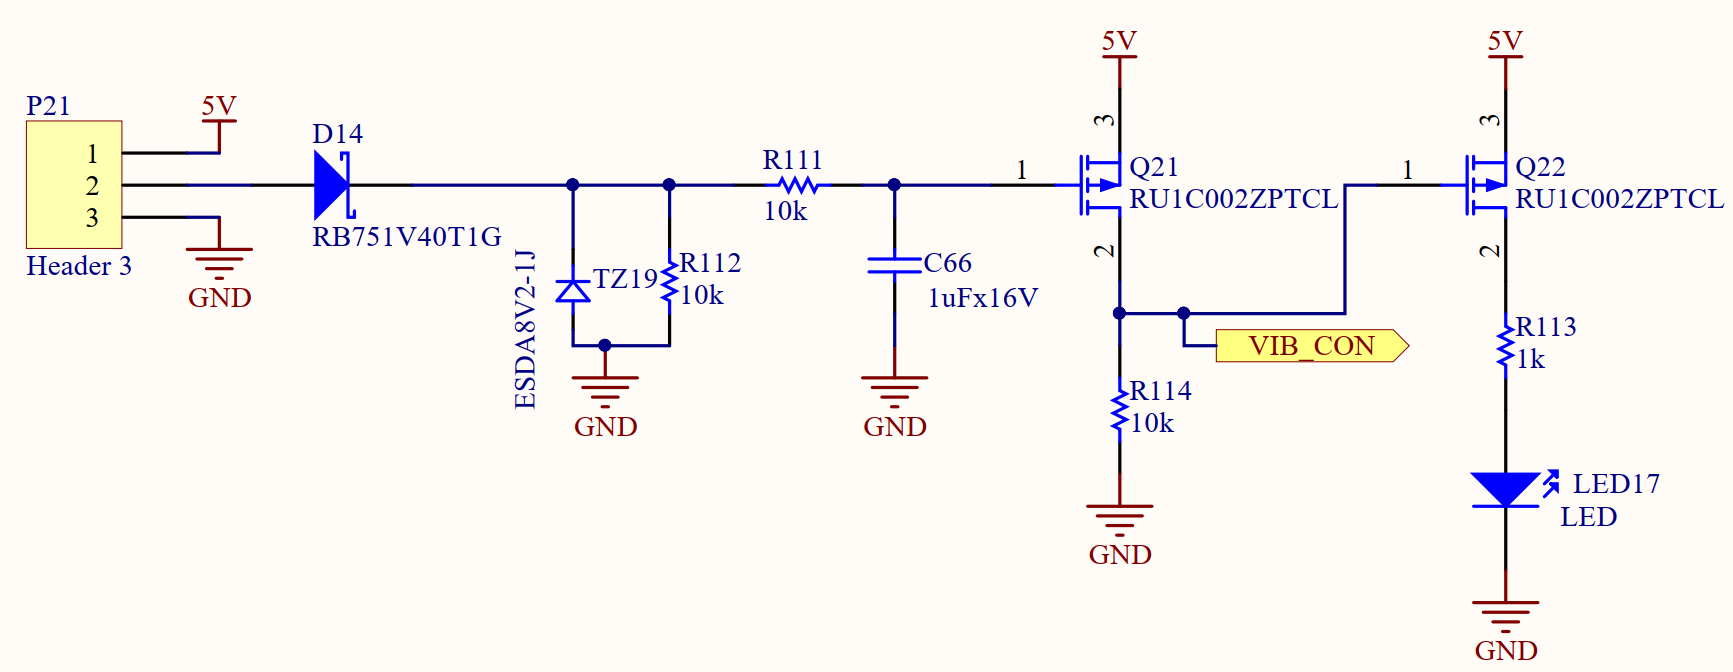 P21
1
2
3
Header 3
5V
GND
D14
RB751V40T1G
ESDA8V2-1J
TZ19
GND
R112
10k
R111
10k
C66
1uFx16V
GND
5V
3
1
Q21
RU1C002ZPTCL
2
VIB_CON
R114
10k
GND
5V
3
1
Q22
RU1C002ZPTCL
2
R113
1k
LED17
LED
GND